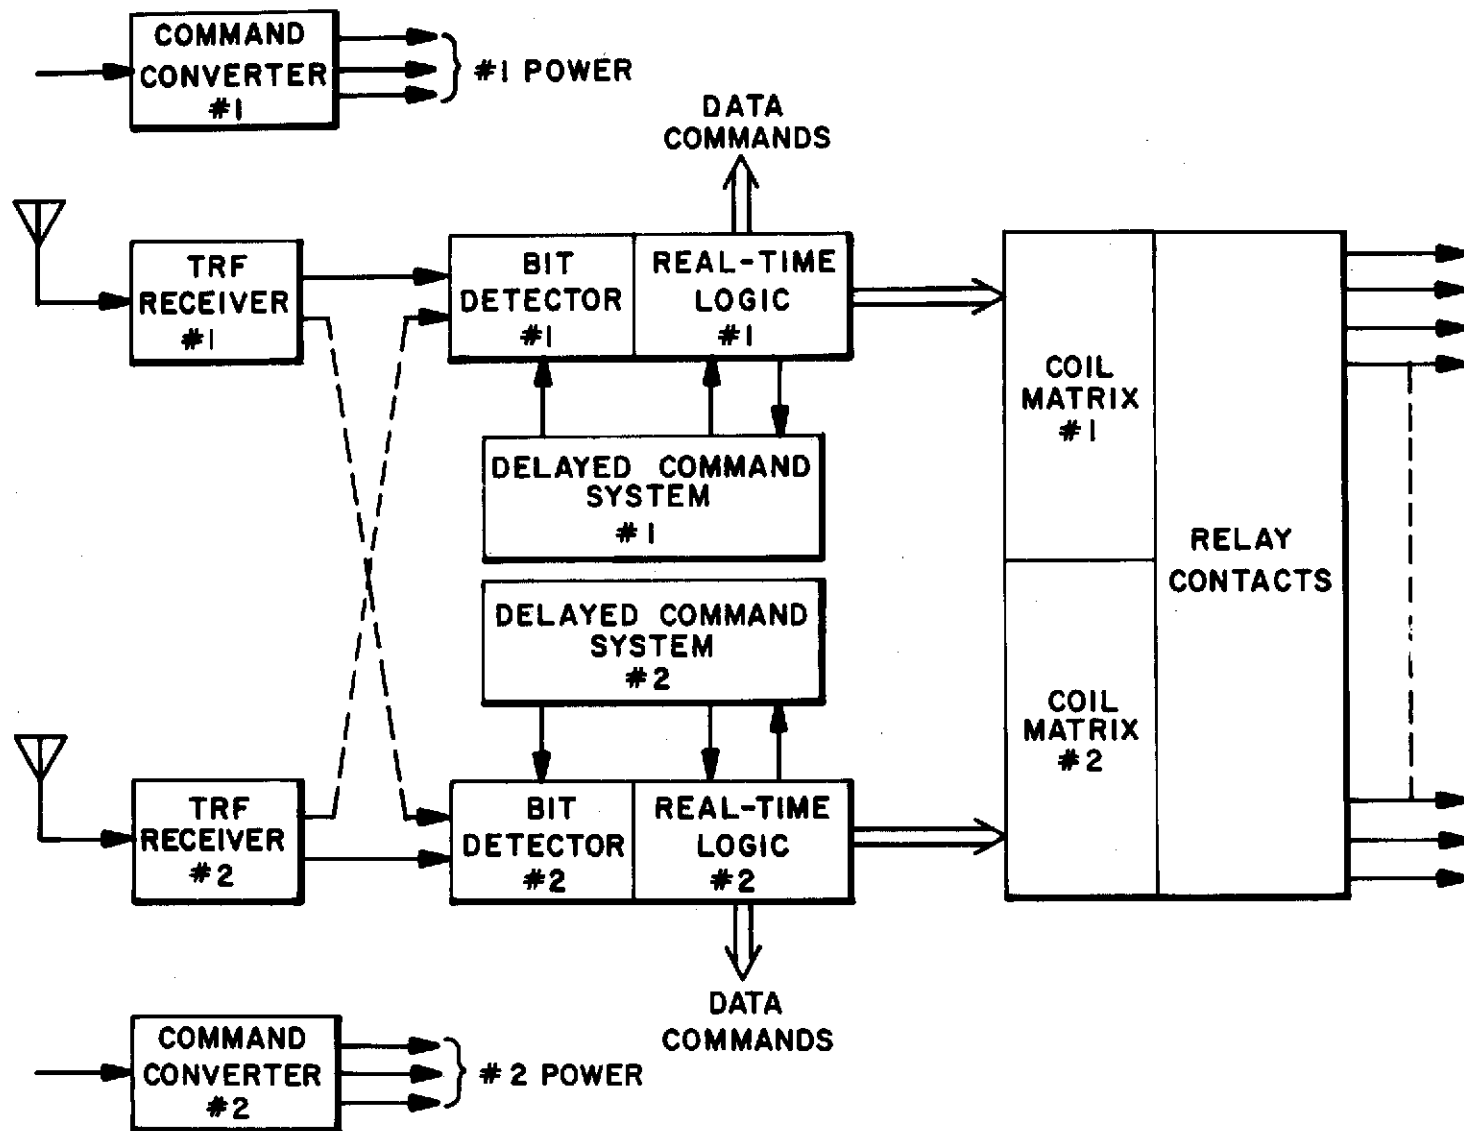 COMMAND
CONVERTER
#1
#1 POWER
DATA
COMMANDS
TRF
RECEIVER
#1
BIT
DETECTOR
#1
REAL-TIME
LOGIC
#1
DELAYED COMMAND
SYSTEM
#1
COIL
MATRIX
#1
RELAY
CONTACTS
DELAYED COMMAND
SYSTEM
#2
COIL
MATRIX
#2
TRF
RECEIVER
#2
BIT
DETECTOR
#2
REAL-TIME
LOGIC
#2
DATA
COMMANDS
COMMAND
CONVERTER
#2
#2 POWER